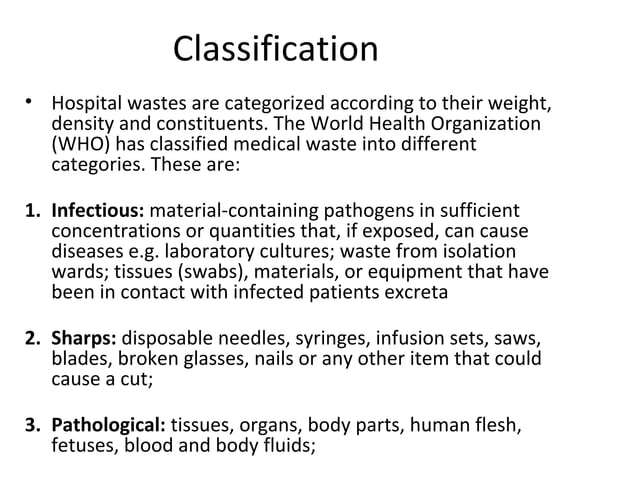 Classification
• Hospital wastes are categorized according to their weight,
density and constituents. The World Health Organization
(WHO) has classified medical waste into different
categories. These are:
1. Infectious: material-containing pathogens in sufficient
concentrations or quantities that, if exposed, can cause
diseases e.g. laboratory cultures; waste from isolation
wards; tissues (swabs), materials, or equipment that have
been in contact with infected patients excreta
2. Sharps: disposable needles, syringes, infusion sets, saws,
blades, broken glasses, nails or any other item that could
cause a cut;
3. Pathological: tissues, organs, body parts, human flesh,
fetuses, blood and body fluids;